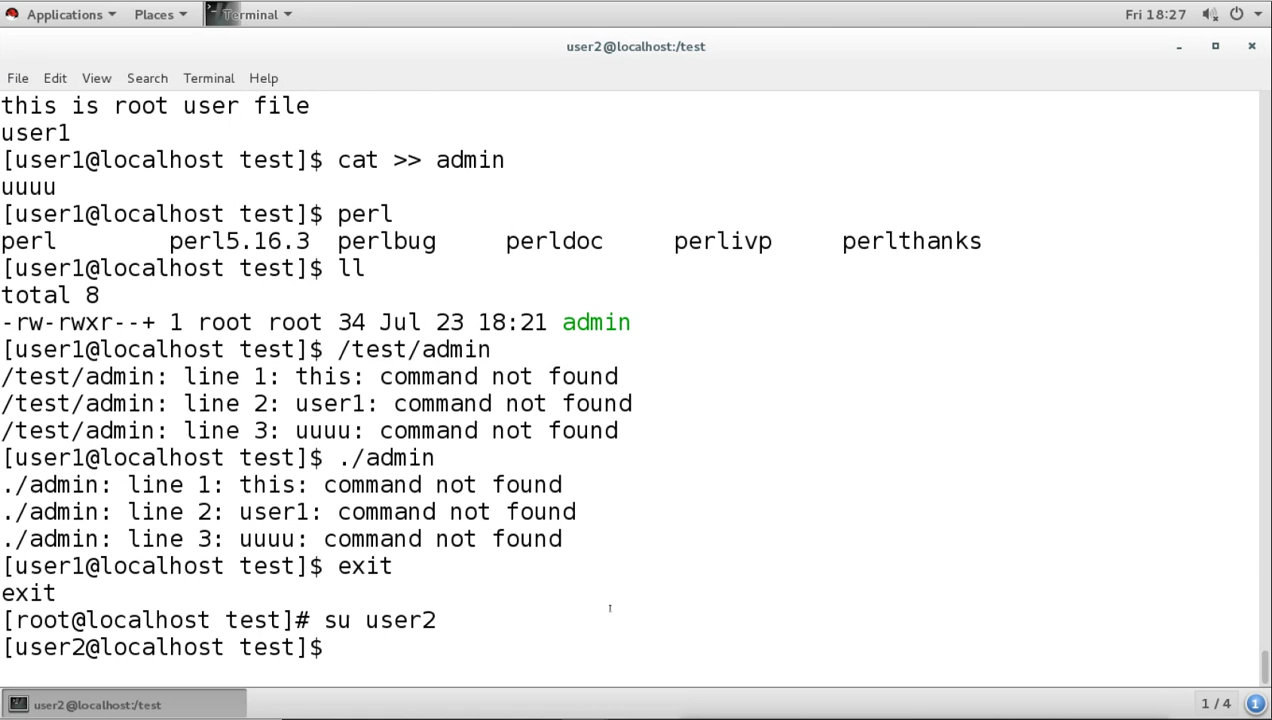 Applications Places Terminal Fri 18:27
user2@localhost:/test
File Edit View Search Terminal Help
this is root user file
user1
[user1@localhost test]$ cat >> admin
uuuu
[user1@localhost test]$ perl
perl perl5.16.3 perlbug perldoc perlivp perlthanks
[user1@localhost test]$ ll
total 8
-rw-rwxr--+ 1 root root 34 Jul 23 18:21 admin
[user1@localhost test]$ /test/admin
/test/admin: line 1: this: command not found
/test/admin: line 2: user1: command not found
/test/admin: line 3: uuuu: command not found
[user1@localhost test]$ ./admin
./admin: line 1: this: command not found
./admin: line 2: user1: command not found
./admin: line 3: uuuu: command not found
[user1@localhost test]$ exit
exit
[root@localhost test]# su user2
[user2@localhost test]$
user2@localhost:/test 1 / 4 1